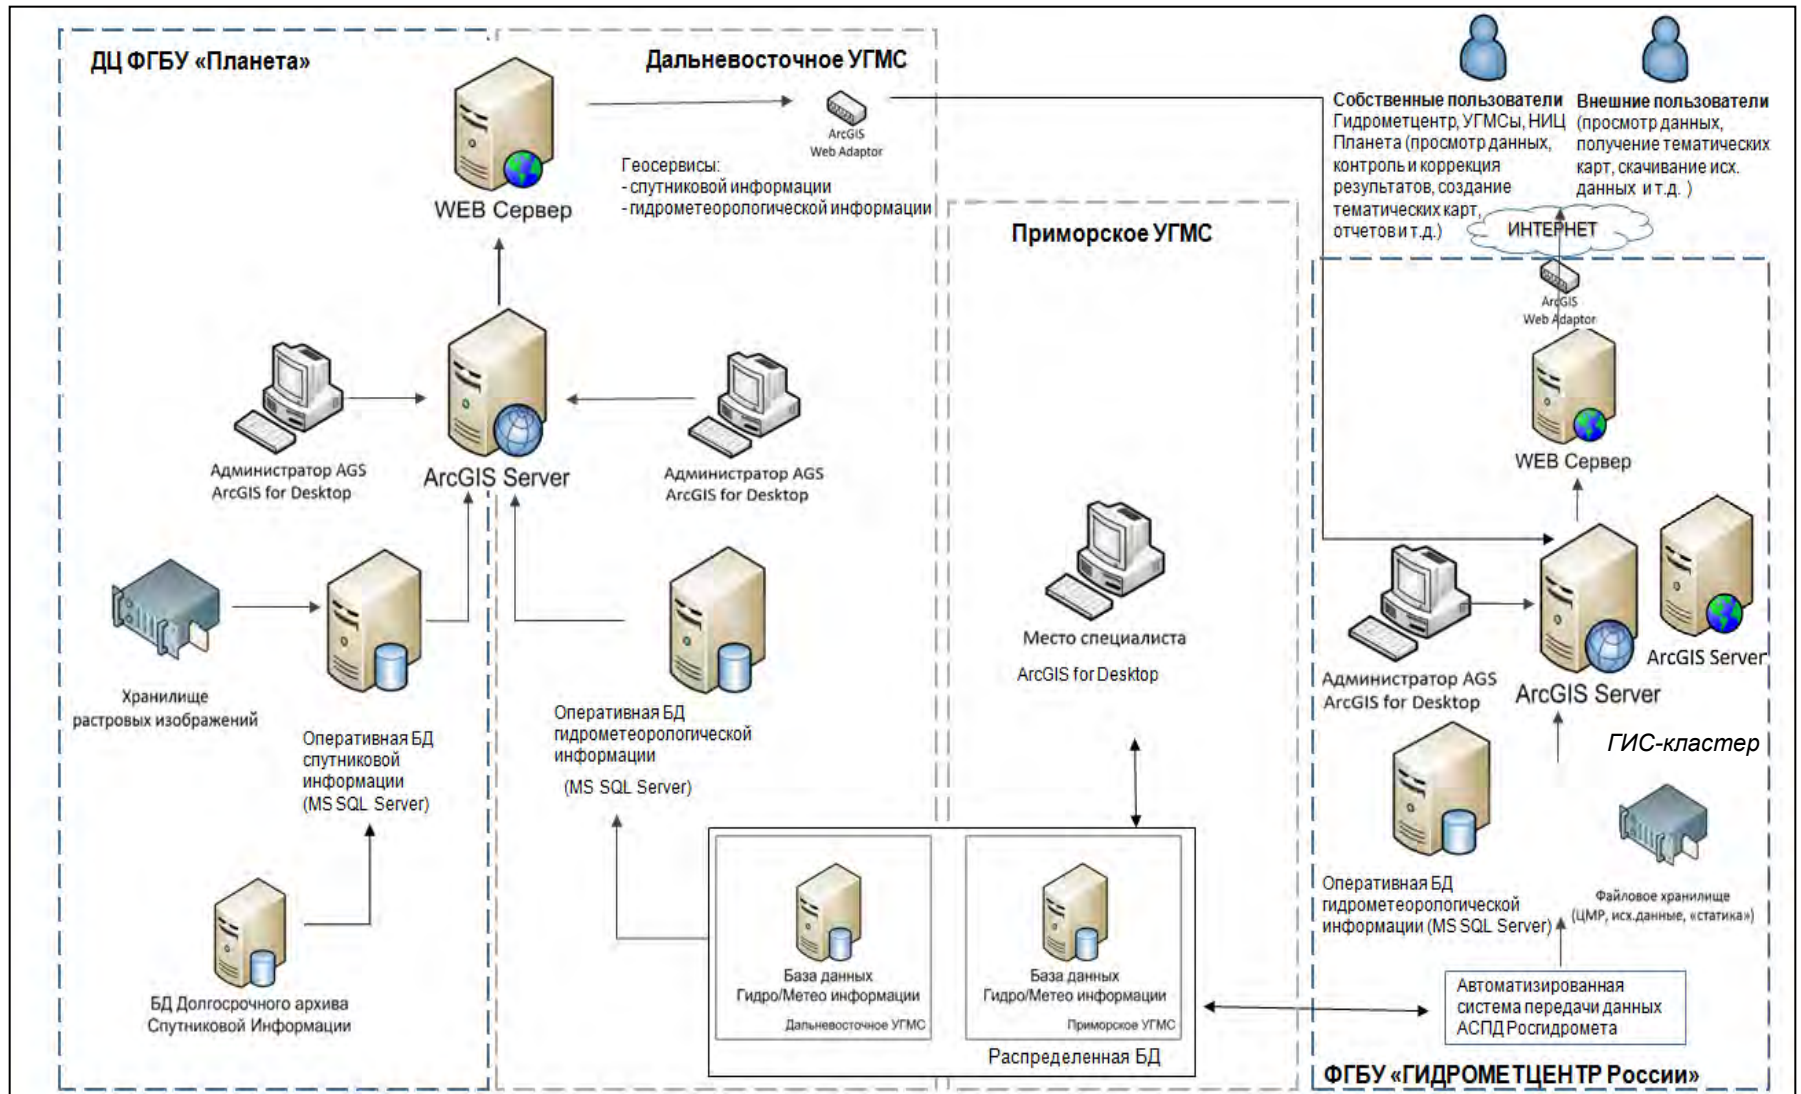 ДЦ ФГБУ «Планета»
Дальневосточное УГМС
ArcGIS
Web Adaptor
Геосервисы:
- спутниковой информации
- гидрометеорологической информации
WEB Сервер
Администратор AGS
ArcGIS for Desktop
ArcGIS Server
Администратор AGS
ArcGIS for Desktop
Хранилище
растровых изображений
Оперативная БД
спутниковой
информации
(MS SQL Server)
Оперативная БД
гидрометеорологической
информации
(MS SQL Server)
БД Долгосрочного архива
Спутниковой Информации
Приморское УГМС
Место специалиста
ArcGIS for Desktop
База данных
Гидро/Метео информации
Дальневосточное УГМС
База данных
Гидро/Метео информации
Приморское УГМС
Распределенная БД
Собственные пользователи
Гидрометцентр, УГМСы, НИЦ
Планета (просмотр данных,
контроль и коррекция
результатов, создание
тематических карт,
отчетов и т.д.)
Внешние пользователи
(просмотр данных,
получение тематических
карт, скачивание исх.
данных и т.д. )
ИНТЕРНЕТ
ArcGIS
Web Adaptor
WEB Сервер
Администратор AGS
ArcGIS for Desktop
ArcGIS Server
ArcGIS Server
ГИС-кластер
Оперативная БД
гидрометеорологической
информации (MS SQL Server)
Файловое хранилище
(ЦМР, исх.данные, «статика»)
Автоматизированная
система передачи данных
АСПД Росгидромета
ФГБУ «ГИДРОМЕТЦЕНТР России»